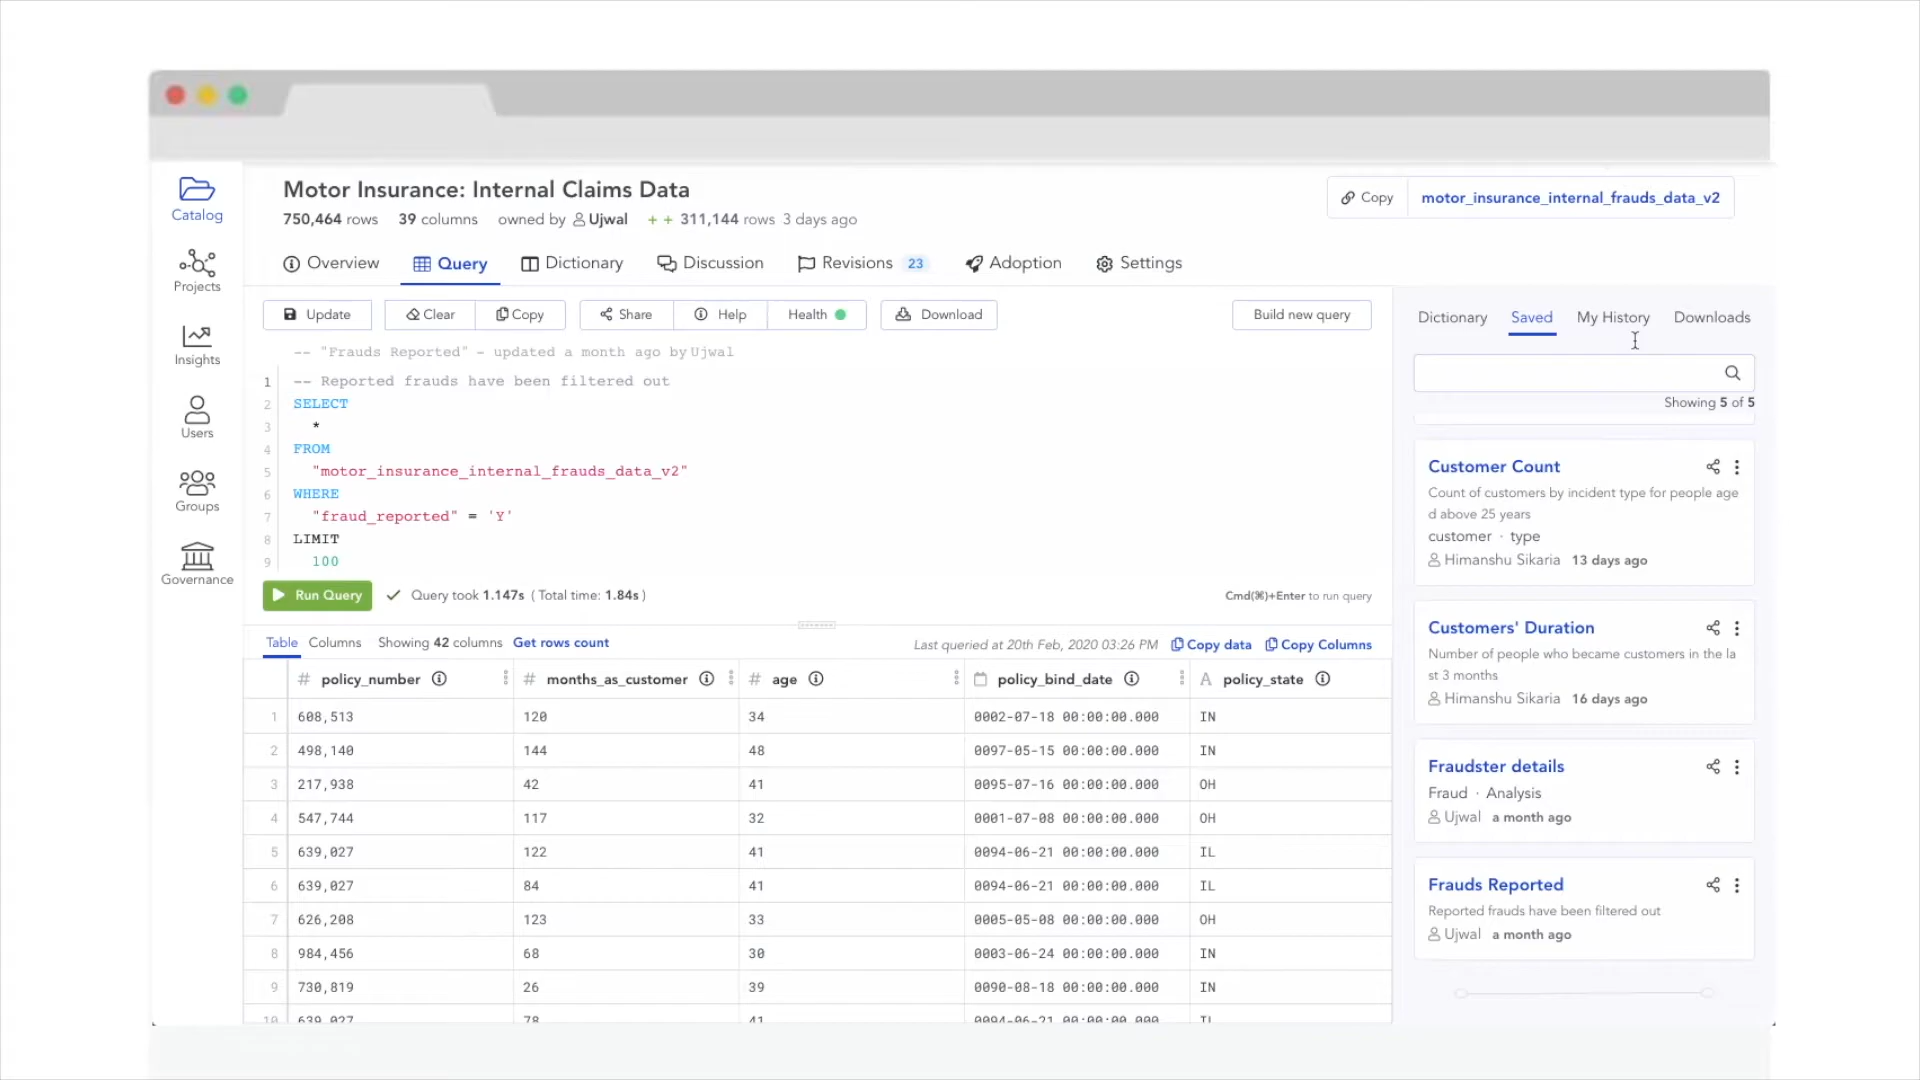 Motor Insurance: Internal Claims Data
750,464 rows 39 columns owned by Ujwal ++ 311,144 rows 3 days ago
Copy motor_insurance_internal_frauds_data_v2
Catalog
Projects
Insights
Users
Groups
Governance
Overview Query Dictionary Discussion Revisions 23 Adoption Settings
Update Clear Copy Share Help Health Download Build new query
-- "Frauds Reported" - updated a month ago by Ujwal
1 -- Reported frauds have been filtered out
2 SELECT
3 *
4 FROM
5 "motor_insurance_internal_frauds_data_v2"
6 WHERE
7 "fraud_reported" = 'Y'
8 LIMIT
9 100
Run Query Query took 1.147s ( Total time: 1.84s ) Cmd(⌘)+Enter to run query
Table Columns Showing 42 columns Get rows count Last queried at 20th Feb, 2020 03:26 PM Copy data Copy Columns
# policy_number # months_as_customer # age policy_bind_date A policy_state
1 608,513 120 34 0002-07-18 00:00:00.000 IN
2 498,140 144 48 0097-05-15 00:00:00.000 IN
3 217,938 42 41 0095-07-16 00:00:00.000 OH
4 547,744 117 32 0001-07-08 00:00:00.000 OH
5 639,027 122 41 0094-06-21 00:00:00.000 IL
6 639,027 84 41 0094-06-21 00:00:00.000 IL
7 626,208 123 33 0005-05-08 00:00:00.000 OH
8 984,456 68 30 0003-06-24 00:00:00.000 IN
9 730,819 26 39 0090-08-18 00:00:00.000 IN
10 639,027 78 41 0094-06-21 00:00:00.000 IL
Dictionary Saved My History Downloads
Showing 5 of 5
Customer Count
Count of customers by incident type for people age
d above 25 years
customer · type
Himanshu Sikaria 13 days ago
Customers' Duration
Number of people who became customers in the la
st 3 months
Himanshu Sikaria 16 days ago
Fraudster details
Fraud · Analysis
Ujwal a month ago
Frauds Reported
Reported frauds have been filtered out
Ujwal a month ago